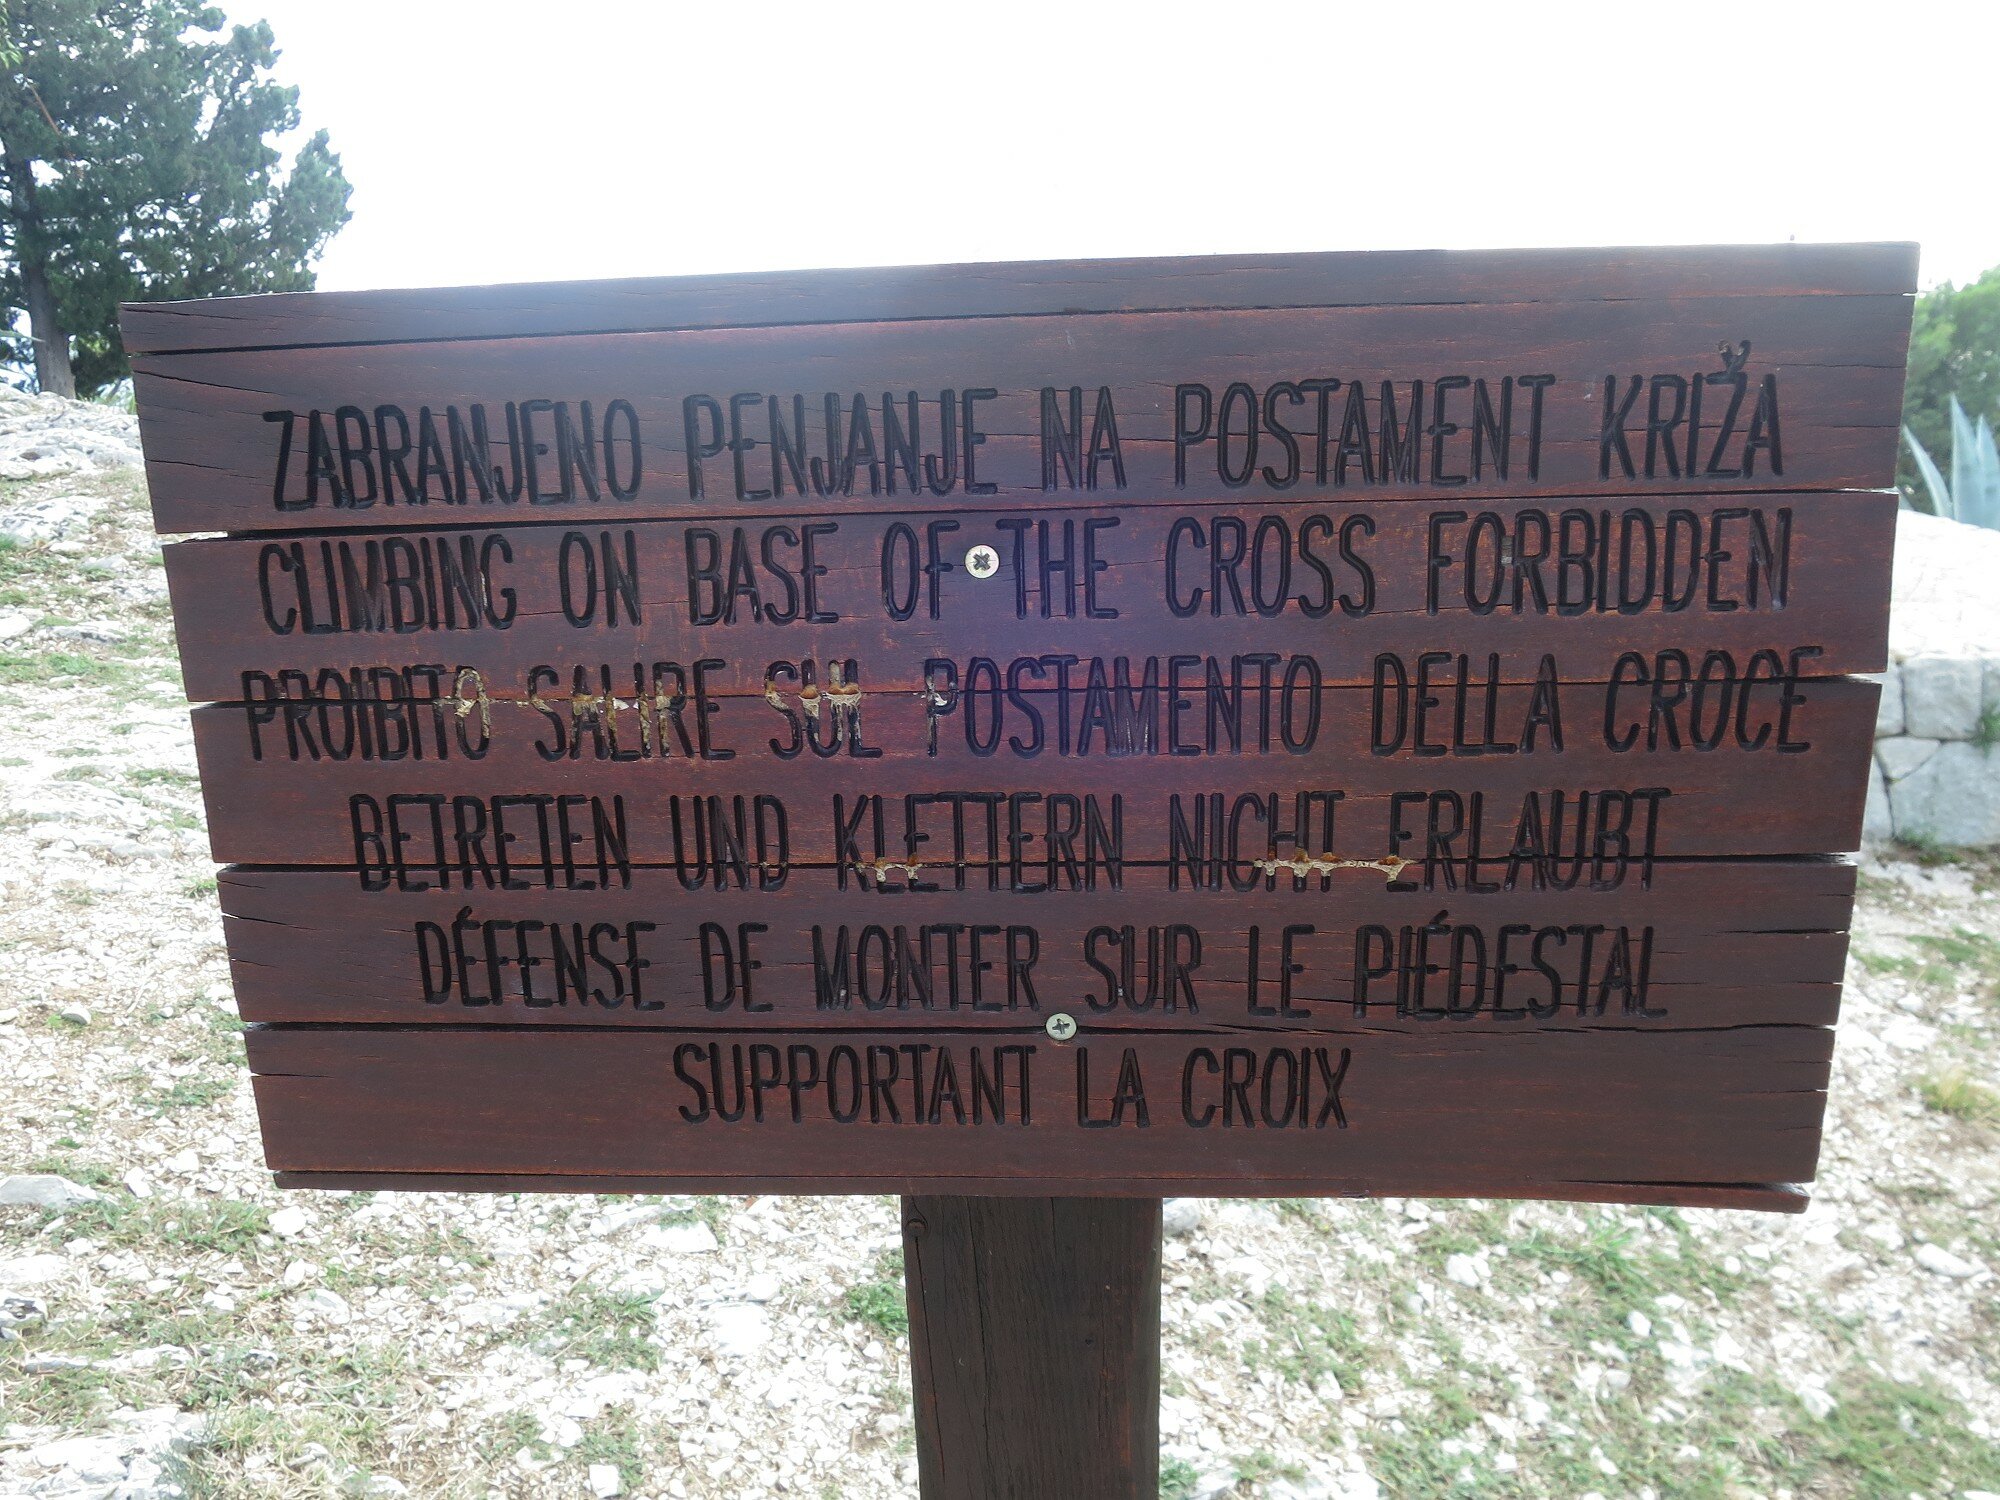 ZABRANJENO PENJANJE NA POSTAMENT KRIŽA
CLIMBING ON BASE OF THE CROSS FORBIDDEN
PROIBITO SALIRE SUL POSTAMENTO DELLA CROCE
BETRETEN UND KLETTERN NICHT ERLAUBT
DÉFENSE DE MONTER SUR LE PIÉDESTAL
SUPPORTANT LA CROIX